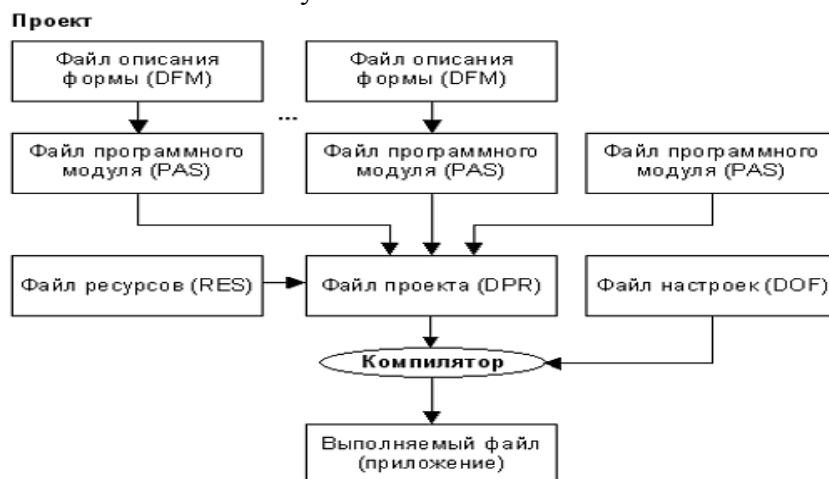 Проект
Файл описания
формы (DFM)
Файл описания
формы (DFM)
...
Файл программного
модуля (PAS)
Файл программного
модуля (PAS)
Файл программного
модуля (PAS)
Файл ресурсов (RES)
Файл проекта (DPR)
Файл настроек (DOF)
Компилятор
Выполняемый файл
(приложение)